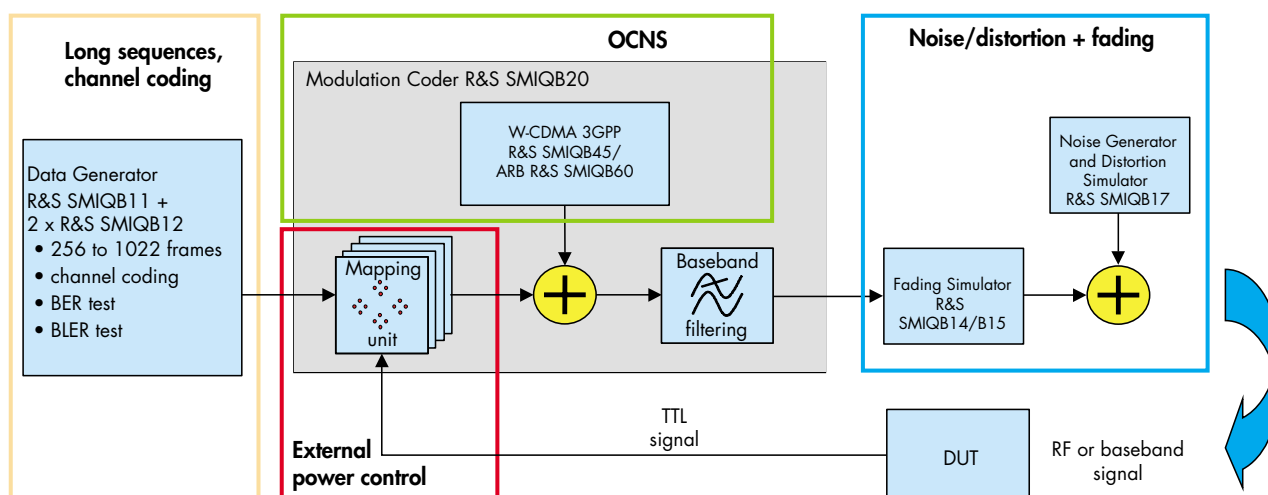 Long sequences,
channel coding
OCNS
Noise/distortion + fading
Modulation Coder R&S SMIQB20
W-CDMA 3GPP
R&S SMIQB45/
ARB R&S SMIQB60
Noise Generator
and Distortion
Simulator
R&S SMIQB17
Data Generator
R&S SMIQB11 +
2 x R&S SMIQB12
• 256 to 1022 frames
• channel coding
• BER test
• BLER test
Mapping
unit
Baseband
filtering
Fading Simulator
R&S
SMIQB14/B15
TTL
signal
External
power control
DUT
RF or baseband
signal